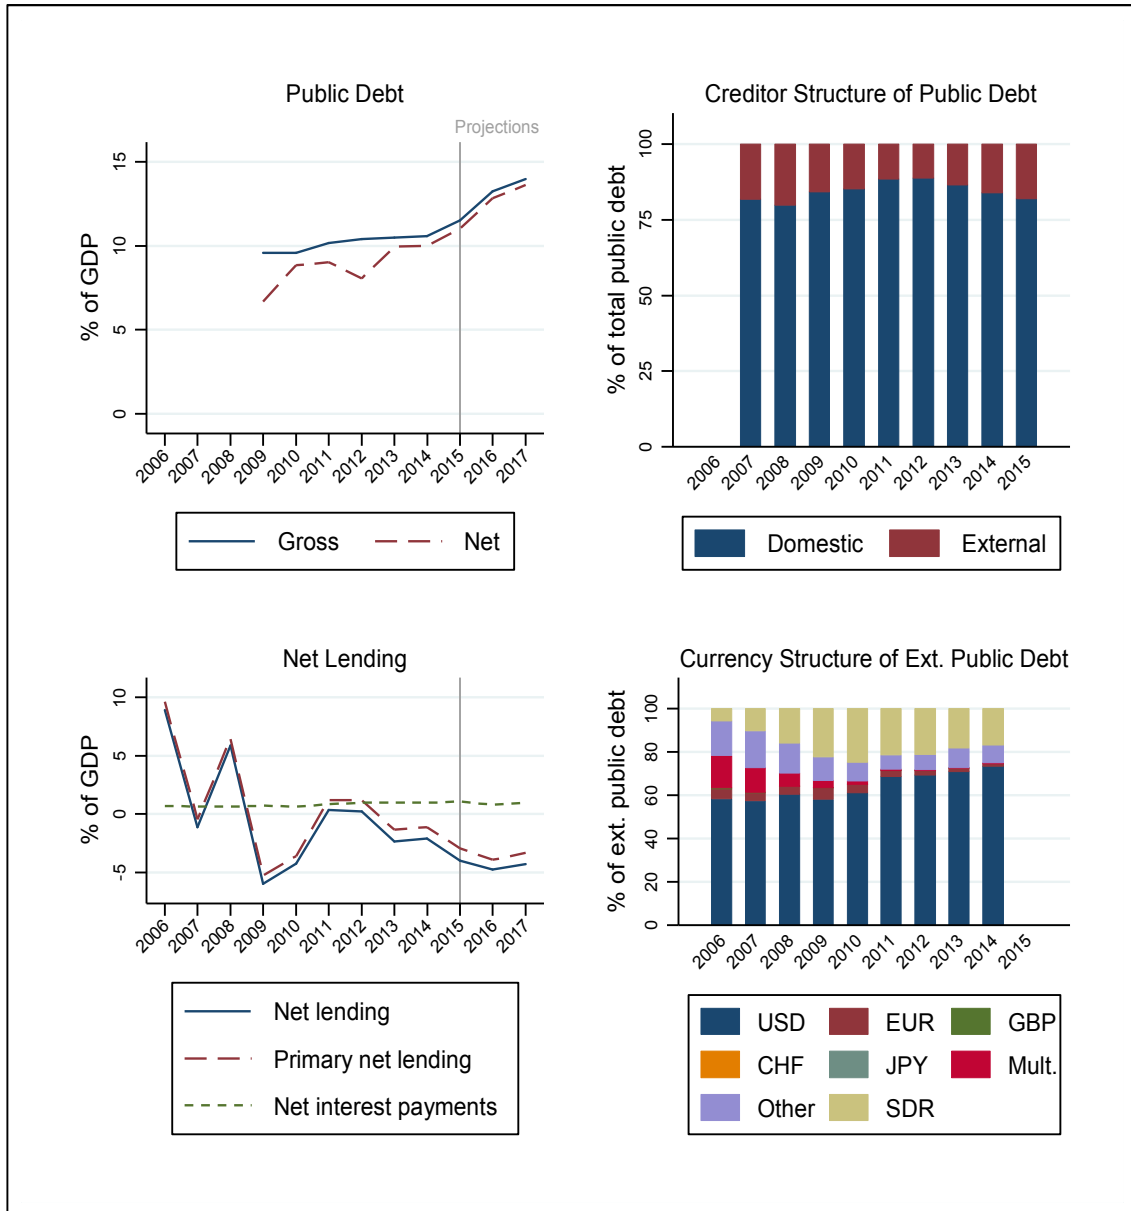 Public Debt
Projections
% of GDP
15
10
5
0
2006 2007 2008 2009 2010 2011 2012 2013 2014 2015 2016 2017
Gross Net
Creditor Structure of Public Debt
% of total public debt
100
75
50
25
0
2006 2007 2008 2009 2010 2011 2012 2013 2014 2015
Domestic External
Net Lending
% of GDP
10
5
0
-5
2006 2007 2008 2009 2010 2011 2012 2013 2014 2015 2016 2017
Net lending
Primary net lending
Net interest payments
Currency Structure of Ext. Public Debt
% of ext. public debt
100
80
60
40
20
0
2006 2007 2008 2009 2010 2011 2012 2013 2014 2015
USD EUR GBP
CHF JPY Mult.
Other SDR